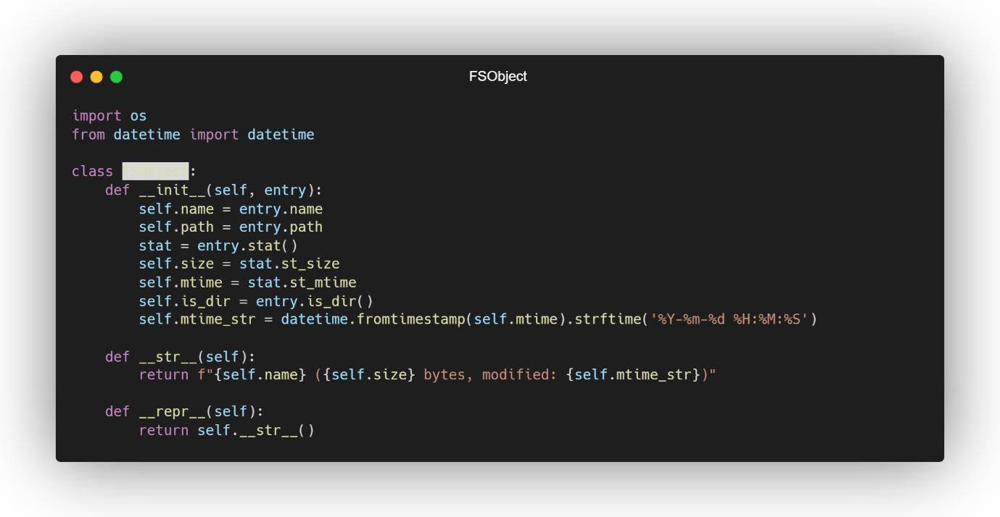 FSObject
import os
from datetime import datetime
class FSObject:
def __init__(self, entry):
self.name = entry.name
self.path = entry.path
stat = entry.stat()
self.size = stat.st_size
self.mtime = stat.st_mtime
self.is_dir = entry.is_dir()
self.mtime_str = datetime.fromtimestamp(self.mtime).strftime('%Y-%m-%d %H:%M:%S')
def __str__(self):
return f"{self.name} ({self.size} bytes, modified: {self.mtime_str})"
def __repr__(self):
return self.__str__()